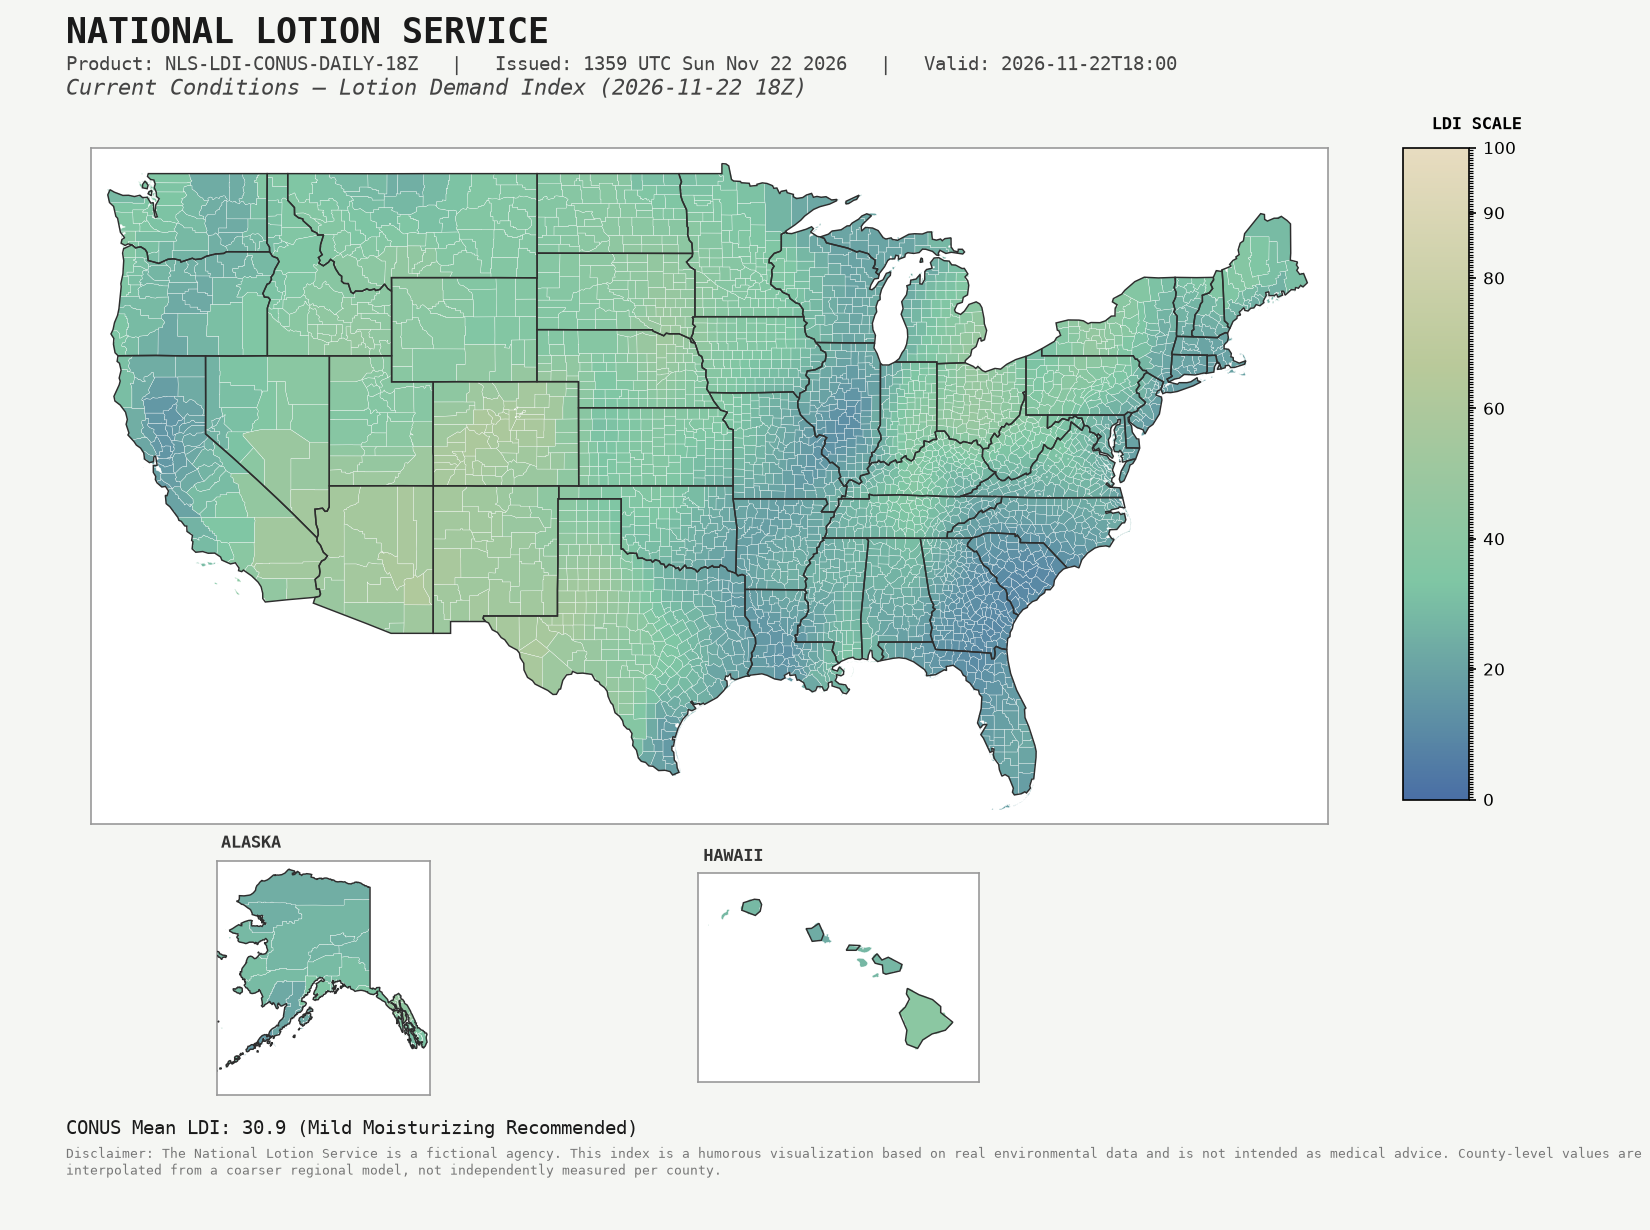 NATIONAL LOTION SERVICE
Product: NLS-LDI-CONUS-DAILY-18Z | Issued: 1359 UTC Sun Nov 22 2026 | Valid: 2026-11-22T18:00
Current Conditions — Lotion Demand Index (2026-11-22 18Z)
LDI SCALE
100
90
80
60
40
20
0
ALASKA
HAWAII
CONUS Mean LDI: 30.9 (Mild Moisturizing Recommended)
Disclaimer: The National Lotion Service is a fictional agency. This index is a humorous visualization based on real environmental data and is not intended as medical advice. County-level values are
interpolated from a coarser regional model, not independently measured per county.